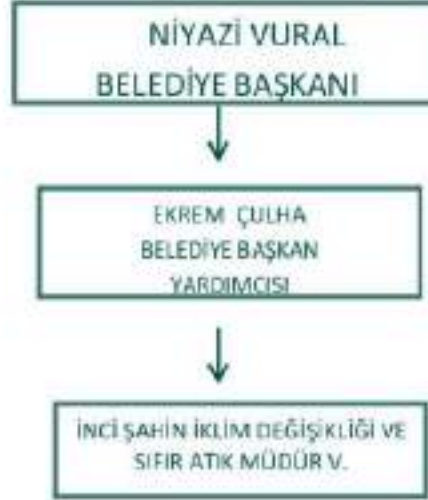 NİYAZİ VURAL
BELEDİYE BAŞKANI
EKREM ÇULHA
BELEDİYE BAŞKAN
YARDIMCISI
İNCİ ŞAHİN İKLİM DEĞİŞİKLİĞİ VE
SIFIR ATIK MÜDÜR V.